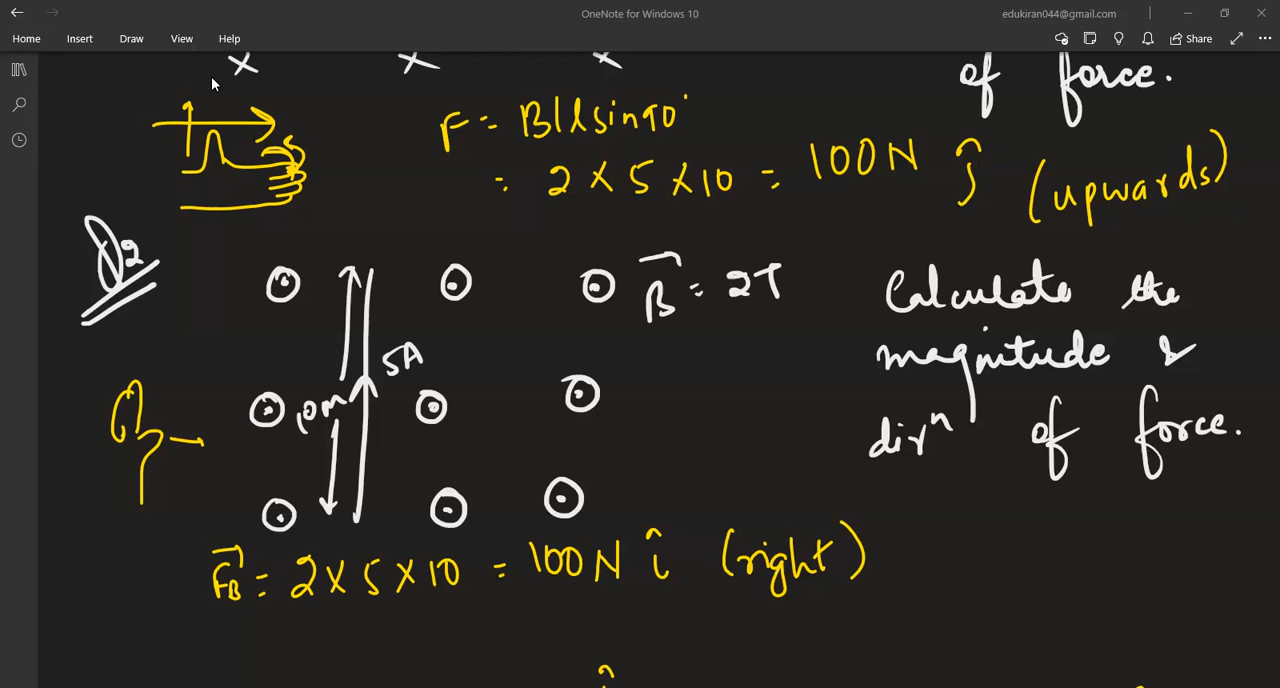 OneNote for Windows 10
edukiran044@gmail.com
Home Insert Draw View Help
Share
of force.
F = BIlsin90°
= 2 × 5 × 10 = 100N ĵ (upwards)
Q2
B⃗ = 2T
Calculate the
magnitude &
dirⁿ of force.
5A
10m
F⃗B = 2 × 5 × 10 = 100N î (right)